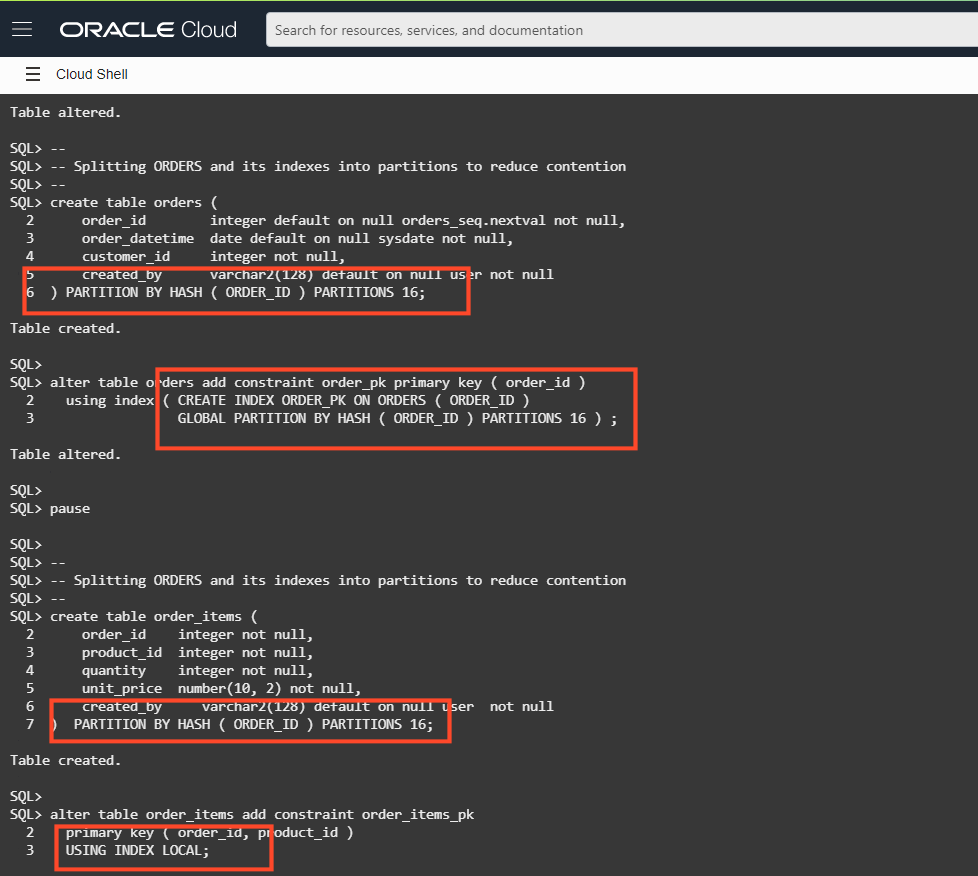 ORACLE Cloud
Search for resources, services, and documentation
Cloud Shell
Table altered.
SQL> --
SQL> -- Splitting ORDERS and its indexes into partitions to reduce contention
SQL> --
SQL> create table orders (
  2      order_id        integer default on null orders_seq.nextval not null,
  3      order_datetime  date default on null sysdate not null,
  4      customer_id     integer not null,
  5      created_by      varchar2(128) default on null user not null
  6  ) PARTITION BY HASH ( ORDER_ID ) PARTITIONS 16;
Table created.
SQL>
SQL> alter table orders add constraint order_pk primary key ( order_id )
  2    using index ( CREATE INDEX ORDER_PK ON ORDERS ( ORDER_ID )
  3                  GLOBAL PARTITION BY HASH ( ORDER_ID ) PARTITIONS 16 ) ;
Table altered.
SQL>
SQL> pause
SQL>
SQL> --
SQL> -- Splitting ORDERS and its indexes into partitions to reduce contention
SQL> --
SQL> create table order_items (
  2      order_id    integer not null,
  3      product_id  integer not null,
  4      quantity    integer not null,
  5      unit_price  number(10, 2) not null,
  6      created_by     varchar2(128) default on null user  not null
  7  )  PARTITION BY HASH ( ORDER_ID ) PARTITIONS 16;
Table created.
SQL>
SQL> alter table order_items add constraint order_items_pk
  2    primary key ( order_id, product_id )
  3    USING INDEX LOCAL;